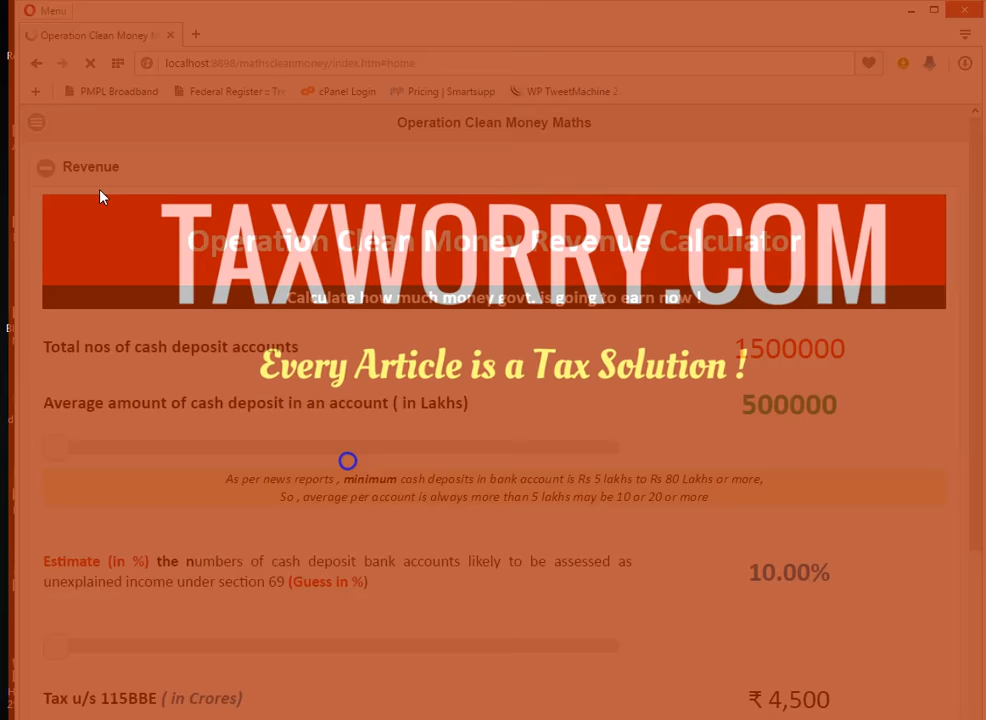 Menu
Operation Clean Money M
localhost:8898/mathscleanmoney/index.htm#home
PMPL Broadband
Federal Register :: Tr
cPanel Login
Pricing | Smartsupp
WP TweetMachine 2.
Operation Clean Money Maths
Revenue
TAXWORRY.COM
Operation Clean Money Revenue Calculator
Calculate how much money govt. is going to earn now !
Total nos of cash deposit accounts
1500000
Every Article is a Tax Solution !
Average amount of cash deposit in an account ( in Lakhs)
500000
As per news reports , minimum cash deposits in bank account is Rs 5 lakhs to Rs 80 Lakhs or more,
So , average per account is always more than 5 lakhs may be 10 or 20 or more
Estimate (in %) the numbers of cash deposit bank accounts likely to be assessed as
unexplained income under section 69 (Guess in %)
10.00%
Tax u/s 115BBE ( in Crores)
₹ 4,500